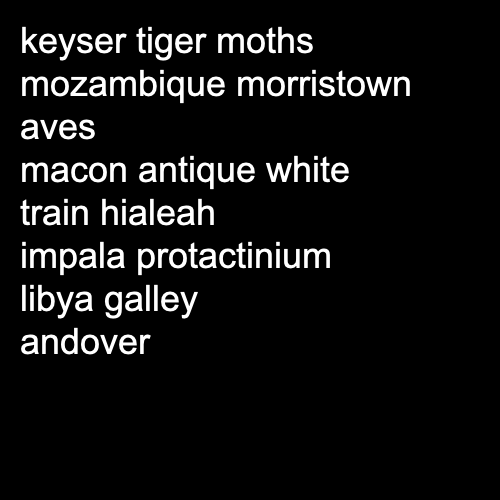 keyser tiger moths
mozambique morristown
aves
macon antique white
train hialeah
impala protactinium
libya galley
andover